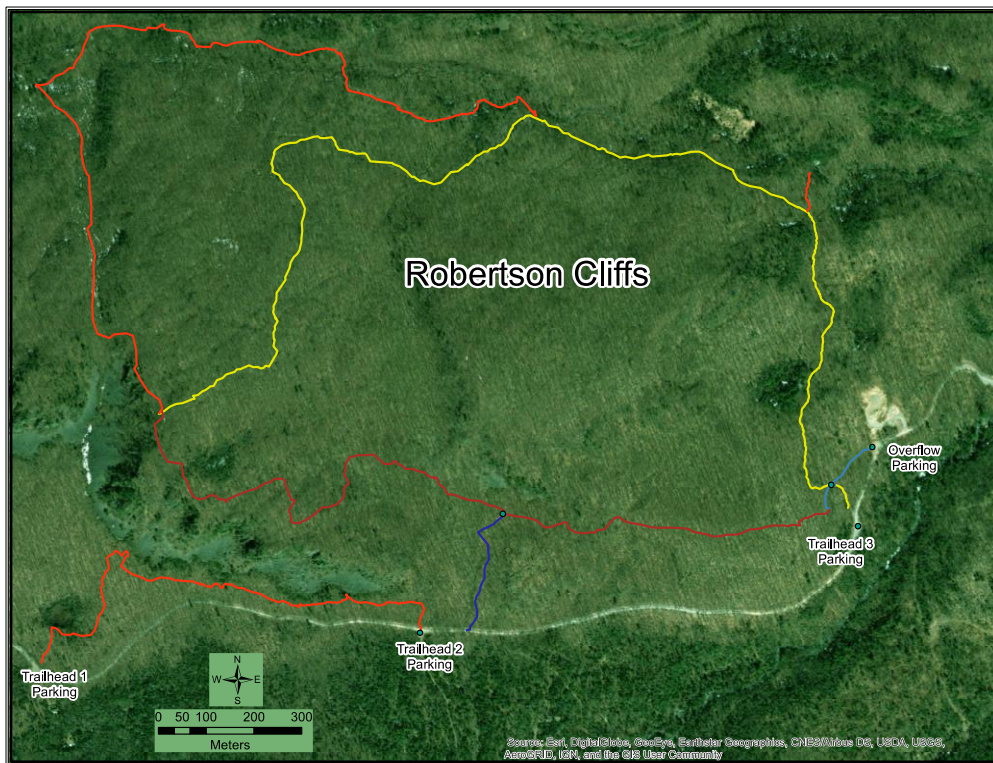 Robertson Cliffs
Overflow
Parking
Trailhead 3
Parking
Trailhead 2
Parking
Trailhead 1
Parking
N
W E
S
0 50 100 200 300
Meters
Source: Esri, DigitalGlobe, GeoEye, Earthstar Geographics, CNES/Airbus DS, USDA, USGS,
AeroGRID, IGN, and the GIS User Community